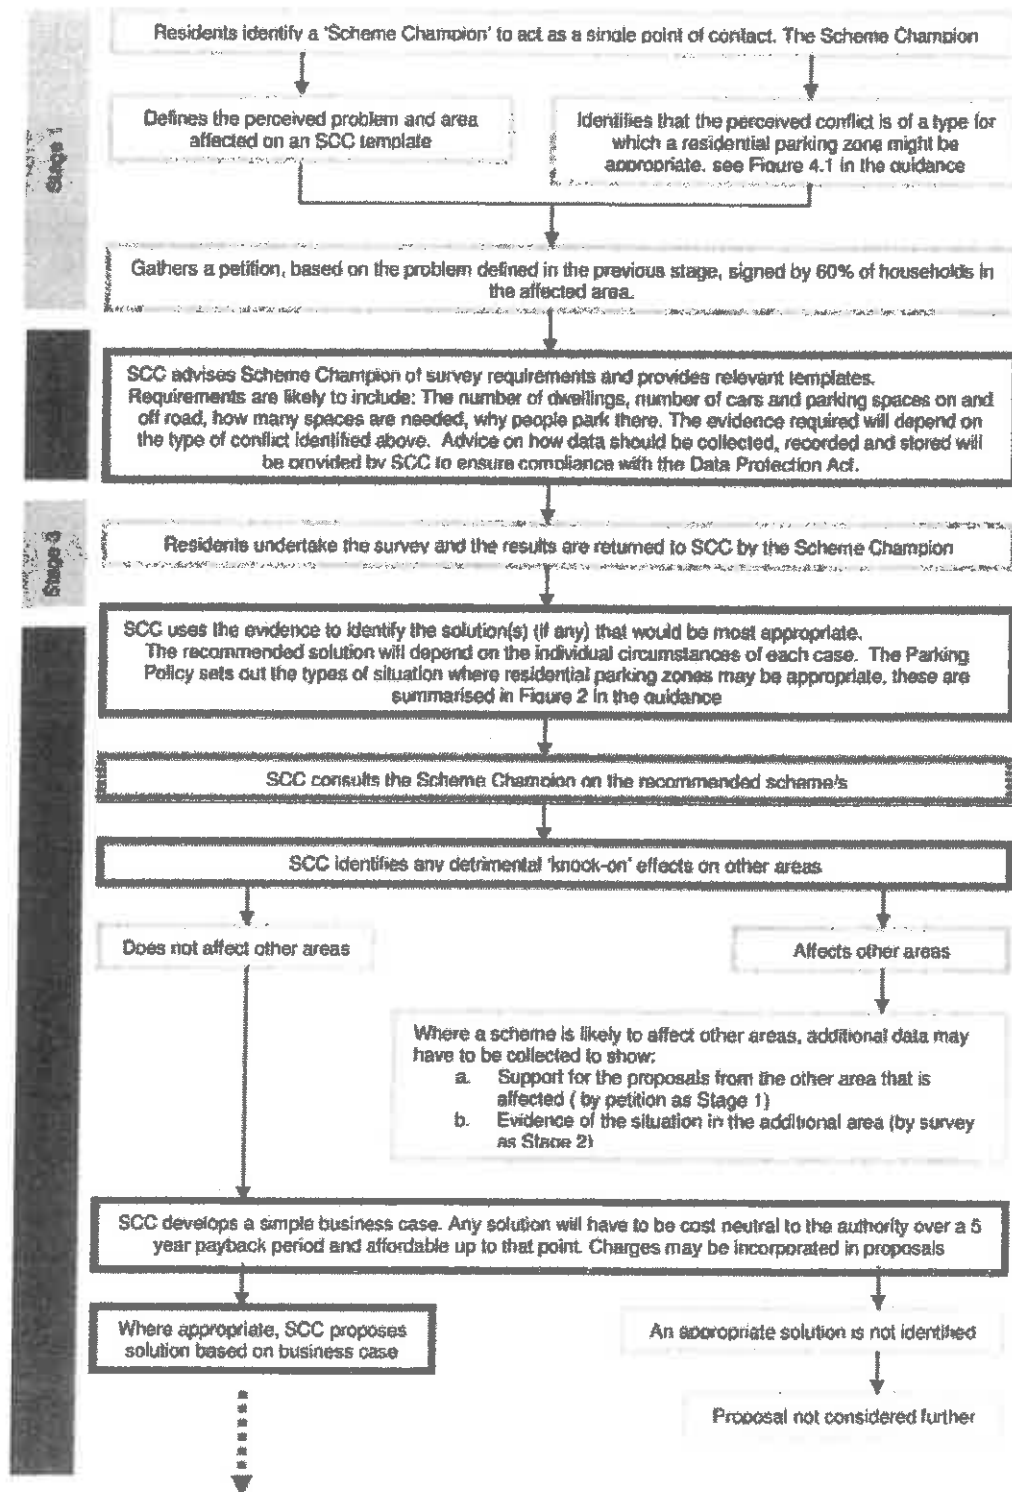 Residents identify a 'Scheme Champion' to act as a single point of contact. The Scheme Champion
Stage 1
Defines the perceived problem and area
affected on an SCC template
Identifies that the perceived conflict is of a type for
which a residential parking zone might be
appropriate, see Figure 4.1 in the guidance
Gathers a petition, based on the problem defined in the previous stage, signed by 60% of households in
the affected area.
SCC advises Scheme Champion of survey requirements and provides relevant templates.
Requirements are likely to include: The number of dwellings, number of cars and parking spaces on and
off road, how many spaces are needed, why people park there. The evidence required will depend on
the type of conflict identified above. Advice on how data should be collected, recorded and stored will
be provided by SCC to ensure compliance with the Data Protection Act.
Stage 3
Residents undertake the survey and the results are returned to SCC by the Scheme Champion
SCC uses the evidence to identify the solution(s) (if any) that would be most appropriate.
The recommended solution will depend on the individual circumstances of each case. The Parking
Policy sets out the types of situation where residential parking zones may be appropriate, these are
summarised in Figure 2 in the guidance
SCC consults the Scheme Champion on the recommended scheme/s
SCC identifies any detrimental 'knock-on' effects on other areas
Does not affect other areas
Affects other areas
Where a scheme is likely to affect other areas, additional data may
have to be collected to show:
a. Support for the proposals from the other area that is
affected ( by petition as Stage 1)
b. Evidence of the situation in the additional area (by survey
as Stage 2)
SCC develops a simple business case. Any solution will have to be cost neutral to the authority over a 5
year payback period and affordable up to that point. Charges may be incorporated in proposals
Where appropriate, SCC proposes
solution based on business case
An appropriate solution is not identified
Proposal not considered further